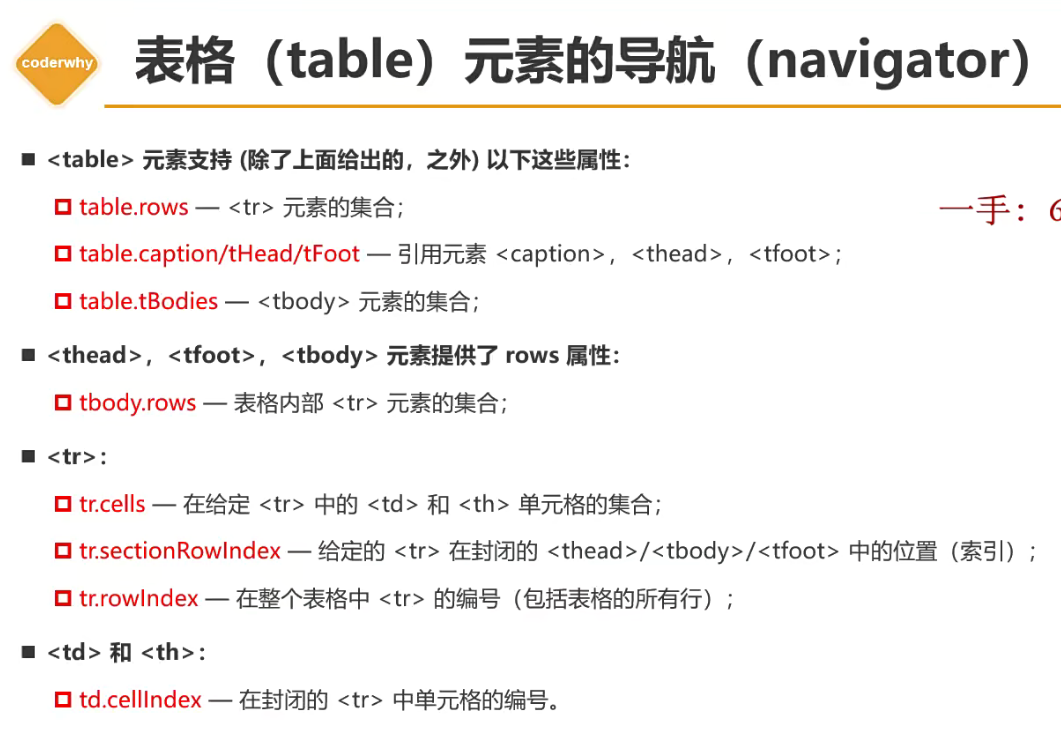 coderwhy
表格（table）元素的导航（navigator）
<table> 元素支持 (除了上面给出的，之外) 以下这些属性：
table.rows — <tr> 元素的集合；
一手：6
table.caption/tHead/tFoot — 引用元素 <caption>，<thead>，<tfoot>；
table.tBodies — <tbody> 元素的集合；
<thead>，<tfoot>，<tbody> 元素提供了 rows 属性：
tbody.rows — 表格内部 <tr> 元素的集合；
<tr>：
tr.cells — 在给定 <tr> 中的 <td> 和 <th> 单元格的集合；
tr.sectionRowIndex — 给定的 <tr> 在封闭的 <thead>/<tbody>/<tfoot> 中的位置（索引）；
tr.rowIndex — 在整个表格中 <tr> 的编号（包括表格的所有行）；
<td> 和 <th>：
td.cellIndex — 在封闭的 <tr> 中单元格的编号。